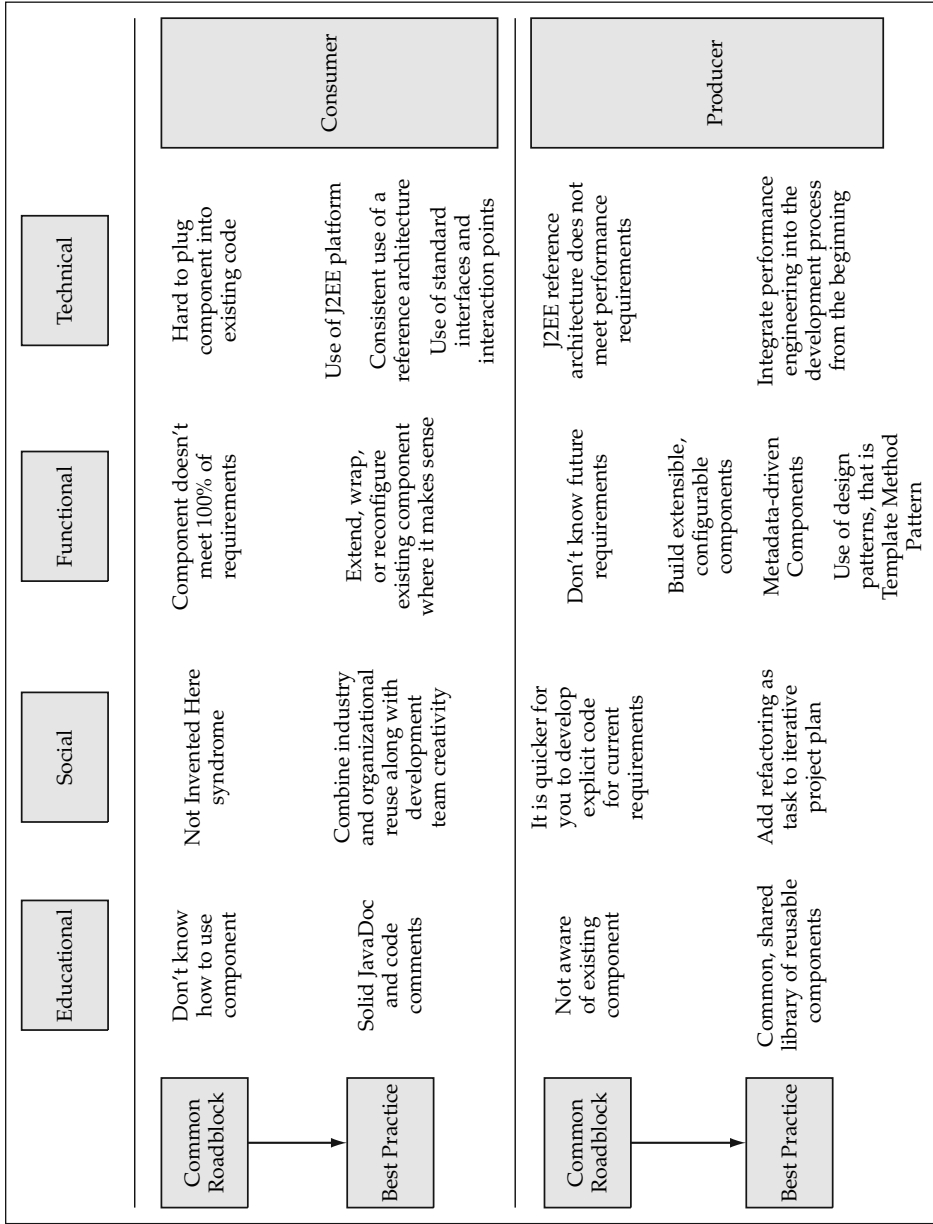 Educational
Social
Functional
Technical
Common
Roadblock
Don't know
how to use
component
Not Invented Here
syndrome
Component doesn't
meet 100% of
requirements
Hard to plug
component into
existing code
Consumer
Best Practice
Solid JavaDoc
and code
comments
Combine industry
and organizational
reuse along with
development
team creativity
Extend, wrap,
or reconfigure
existing component
where it makes sense
Use of J2EE platform
Consistent use of a
reference architecture
Use of standard
interfaces and
interaction points
Common
Roadblock
Not aware
of existing
component
It is quicker for
you to develop
explicit code
for current
requirements
Don't know future
requirements
J2EE reference
architecture does not
meet performance
requirements
Producer
Best Practice
Common, shared
library of reusable
components
Add refactoring as
task to iterative
project plan
Build extensible,
configurable
components
Metadata-driven
Components
Use of design
patterns, that is
Template Method
Pattern
Integrate performance
engineering into the
development process
from the beginning